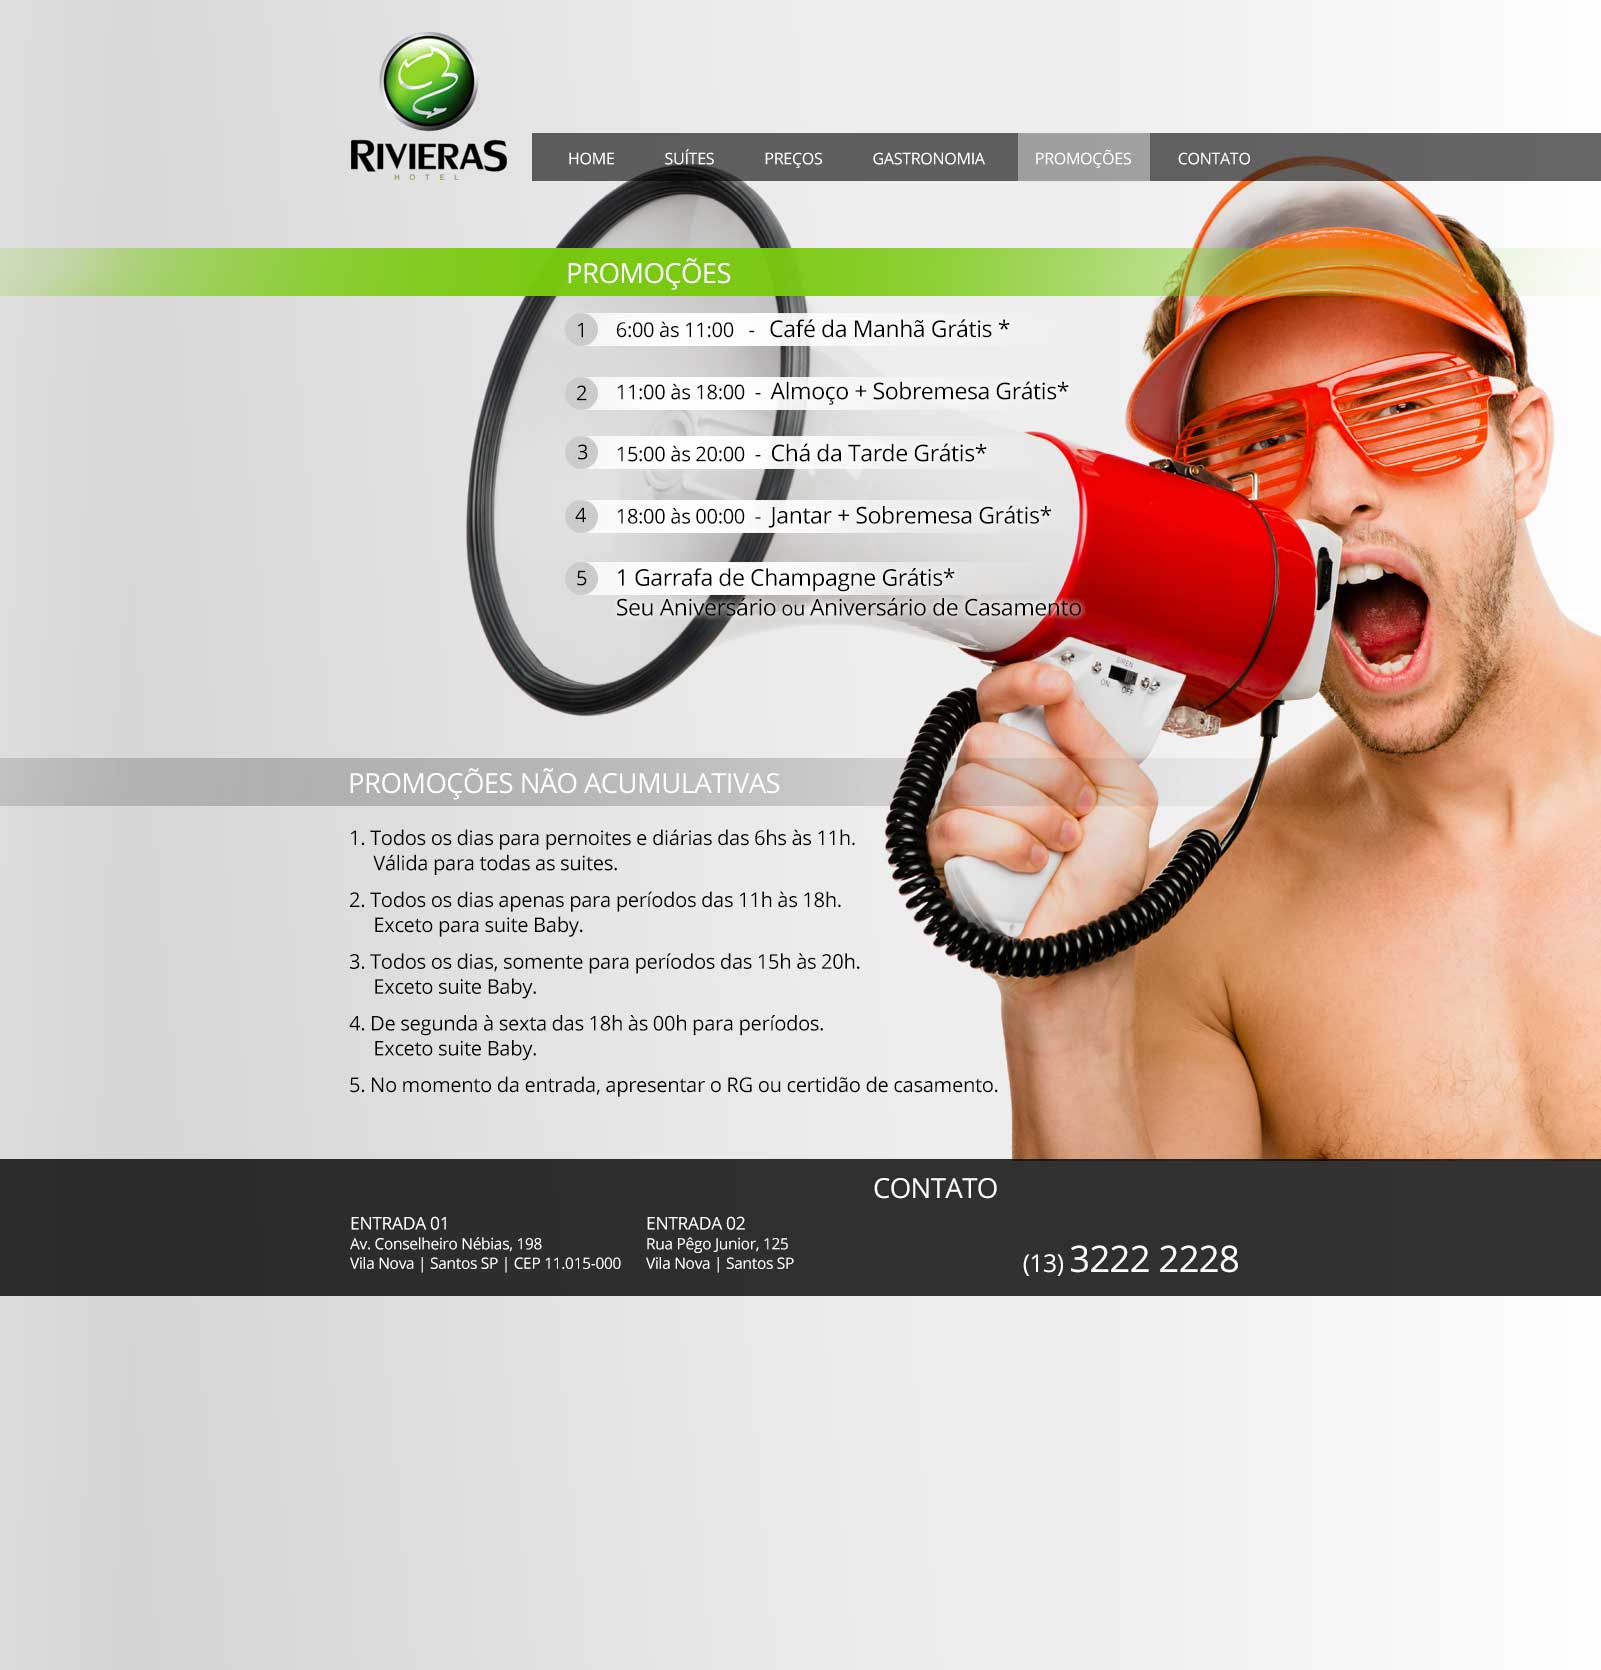 RIVIERAS
HOTEL
HOME SUÍTES PREÇOS GASTRONOMIA PROMOÇÕES CONTATO
PROMOÇÕES
1 6:00 às 11:00 - Café da Manhã Grátis *
2 11:00 às 18:00 - Almoço + Sobremesa Grátis*
3 15:00 às 20:00 - Chá da Tarde Grátis*
4 18:00 às 00:00 - Jantar + Sobremesa Grátis*
5 1 Garrafa de Champagne Grátis*
Seu Aniversário ou Aniversário de Casamento
SIREN
ON OFF
PROMOÇÕES NÃO ACUMULATIVAS
1. Todos os dias para pernoites e diárias das 6hs às 11h.
Válida para todas as suites.
2. Todos os dias apenas para períodos das 11h às 18h.
Exceto para suite Baby.
3. Todos os dias, somente para períodos das 15h às 20h.
Exceto suite Baby.
4. De segunda à sexta das 18h às 00h para períodos.
Exceto suite Baby.
5. No momento da entrada, apresentar o RG ou certidão de casamento.
CONTATO
ENTRADA 01
Av. Conselheiro Nébias, 198
Vila Nova | Santos SP | CEP 11.015-000
ENTRADA 02
Rua Pêgo Junior, 125
Vila Nova | Santos SP
(13) 3222 2228